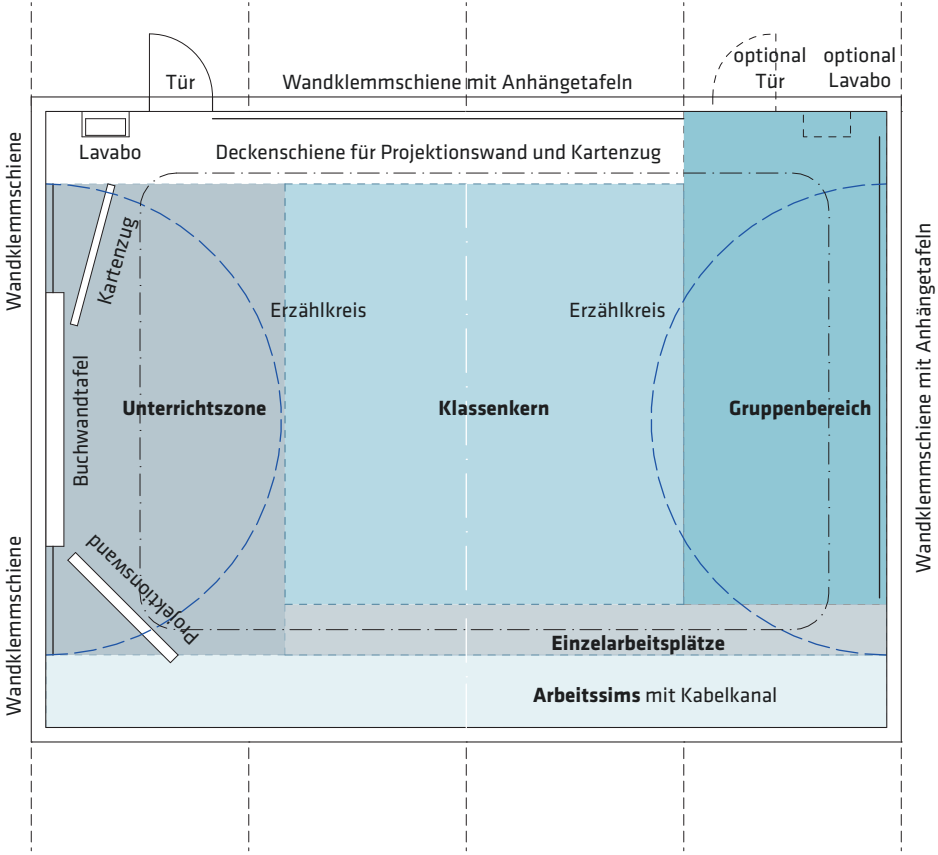 optional
Tür
optional
Lavabo
Tür
Wandklemmschiene mit Anhängetafeln
Lavabo
Deckenschiene für Projektionswand und Kartenzug
Wandklemmschiene
Kartenzug
Erzählkreis
Erzählkreis
Wandklemmschiene mit Anhängetafeln
Buchwandtafel
Unterrichtszone
Klassenkern
Gruppenbereich
Wandklemmschiene
Projektionswand
Einzelarbeitsplätze
Arbeitssims mit Kabelkanal